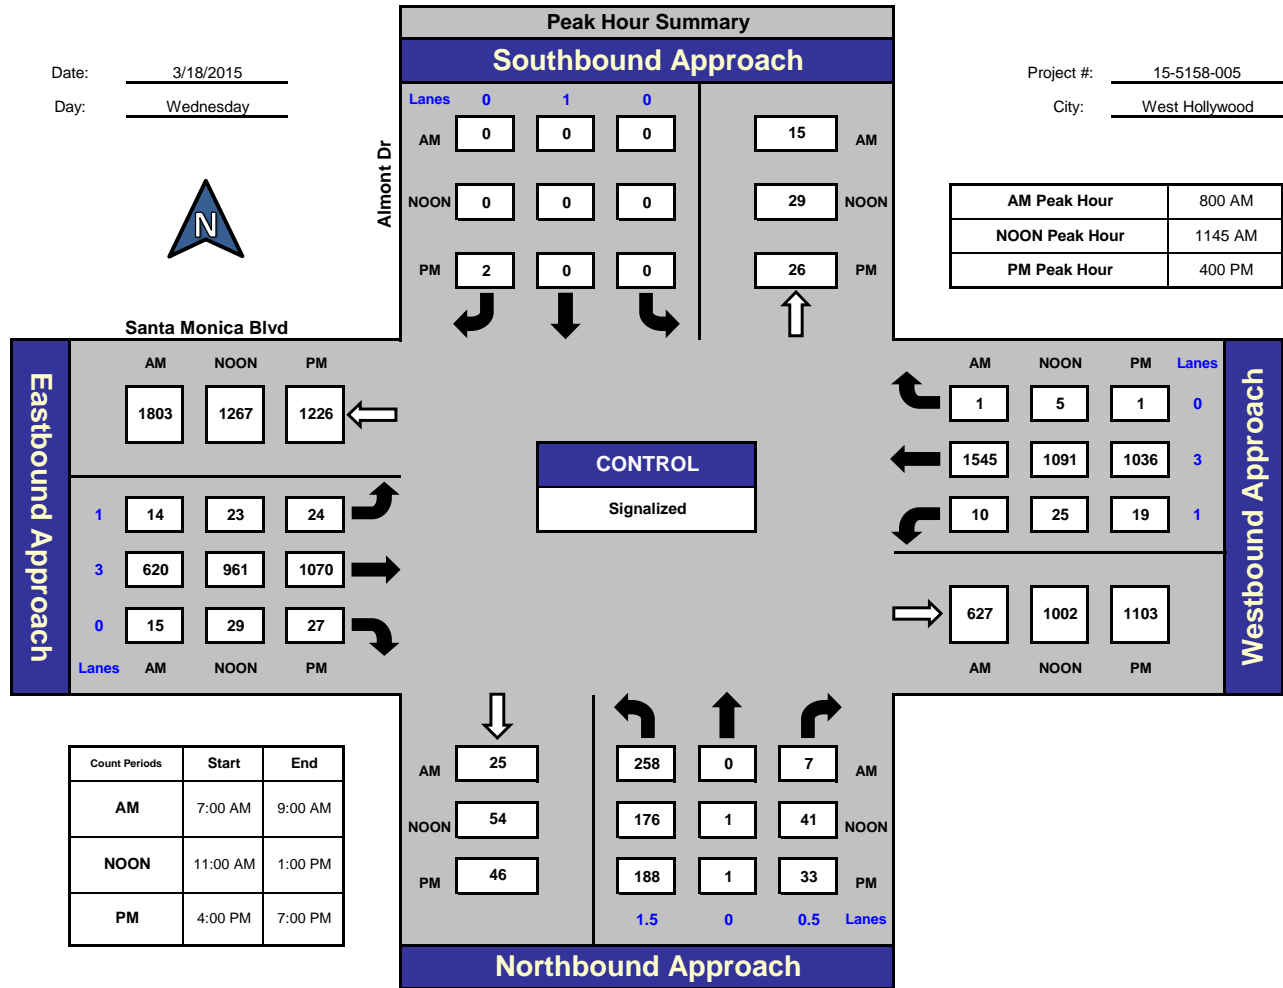 Peak Hour Summary
Southbound Approach
Date: 3/18/2015
Day: Wednesday
Project #: 15-5158-005
City: West Hollywood
N
Almont Dr
Lanes 0 1 0
AM 0 0 0 15 AM
NOON 0 0 0 29 NOON
PM 2 0 0 26 PM
AM Peak Hour 800 AM
NOON Peak Hour 1145 AM
PM Peak Hour 400 PM
Santa Monica Blvd
Eastbound Approach
AM NOON PM
1803 1267 1226
1 14 23 24
3 620 961 1070
0 15 29 27
Lanes AM NOON PM
CONTROL
Signalized
AM NOON PM Lanes
1 5 1 0
1545 1091 1036 3
10 25 19 1
627 1002 1103
AM NOON PM
Westbound Approach
Count Periods Start End
AM 7:00 AM 9:00 AM
NOON 11:00 AM 1:00 PM
PM 4:00 PM 7:00 PM
AM 25 258 0 7 AM
NOON 54 176 1 41 NOON
PM 46 188 1 33 PM
1.5 0 0.5 Lanes
Northbound Approach